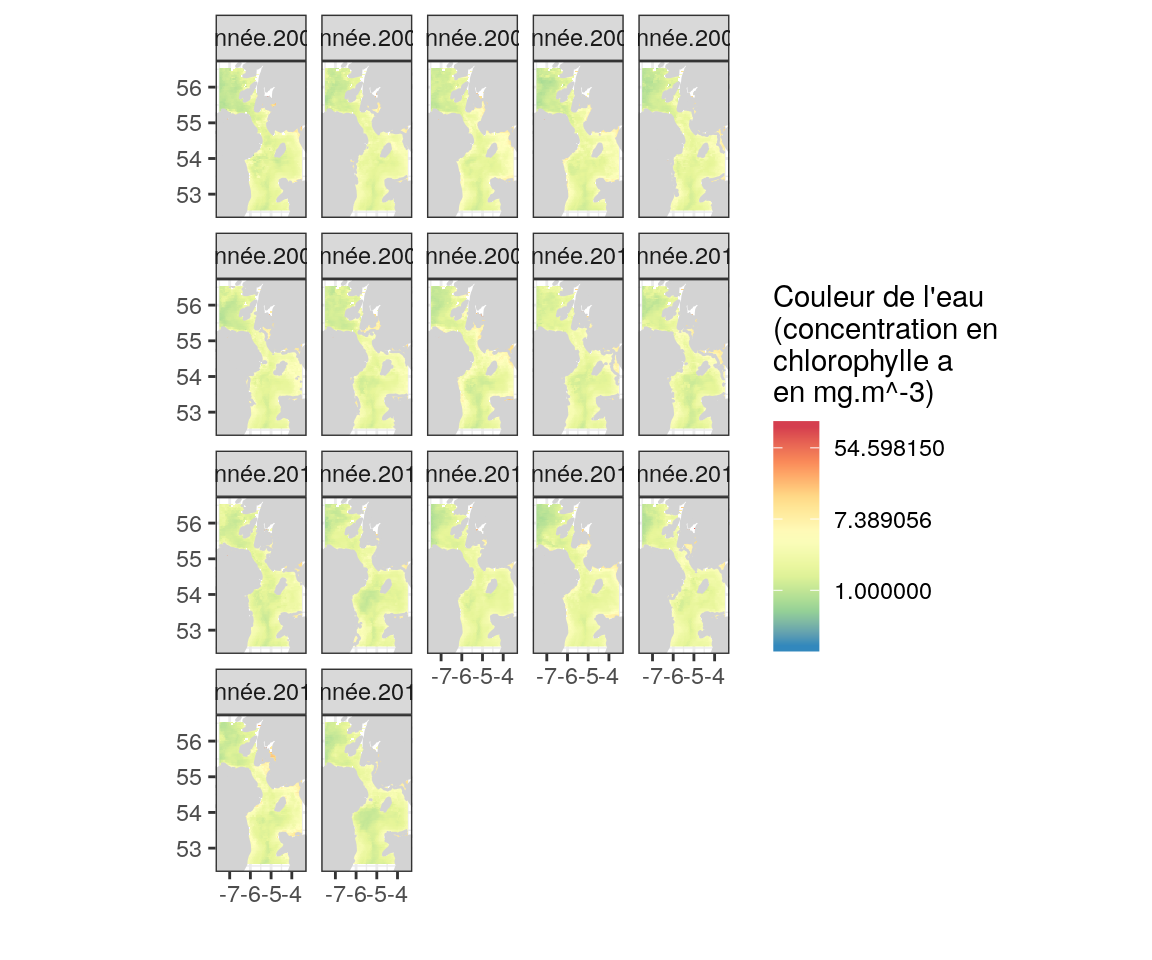 nnée.200 nnée.200 nnée.200 nnée.200 nnée.200
56
55
54
53
nnée.200 nnée.200 nnée.200 nnée.201 nnée.201
56
55
54
53
Couleur de l'eau
(concentration en
chlorophylle a
en mg.m^-3)
54.598150
7.389056
1.000000
nnée.201 nnée.201 nnée.201 nnée.201 nnée.201
56
55
54
53
-7-6-5-4 -7-6-5-4 -7-6-5-4
nnée.201 nnée.201
56
55
54
53
-7-6-5-4 -7-6-5-4